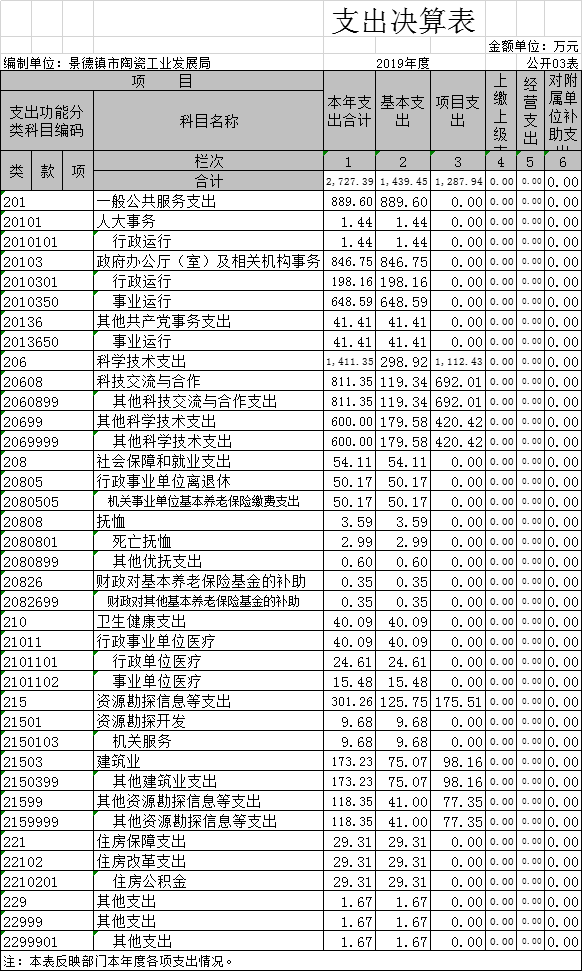 支出决算表
金额单位：万元
编制单位：景德镇市陶瓷工业发展局 2019年度 公开03表
项 目 本年支出合计 基本支出 项目支出 上缴上级 经营支出 对附属单位补助支
支出功能分类科目编码 科目名称
类 款 项 栏次 1 2 3 4 5 6
合计 2,727.39 1,439.45 1,287.94 0.00 0.00 0.00
201 一般公共服务支出 889.60 889.60 0.00 0.00 0.00 0.00
20101 人大事务 1.44 1.44 0.00 0.00 0.00 0.00
2010101 行政运行 1.44 1.44 0.00 0.00 0.00 0.00
20103 政府办公厅（室）及相关机构事务 846.75 846.75 0.00 0.00 0.00 0.00
2010301 行政运行 198.16 198.16 0.00 0.00 0.00 0.00
2010350 事业运行 648.59 648.59 0.00 0.00 0.00 0.00
20136 其他共产党事务支出 41.41 41.41 0.00 0.00 0.00 0.00
2013650 事业运行 41.41 41.41 0.00 0.00 0.00 0.00
206 科学技术支出 1,411.35 298.92 1,112.43 0.00 0.00 0.00
20608 科技交流与合作 811.35 119.34 692.01 0.00 0.00 0.00
2060899 其他科技交流与合作支出 811.35 119.34 692.01 0.00 0.00 0.00
20699 其他科学技术支出 600.00 179.58 420.42 0.00 0.00 0.00
2069999 其他科学技术支出 600.00 179.58 420.42 0.00 0.00 0.00
208 社会保障和就业支出 54.11 54.11 0.00 0.00 0.00 0.00
20805 行政事业单位离退休 50.17 50.17 0.00 0.00 0.00 0.00
2080505 机关事业单位基本养老保险缴费支出 50.17 50.17 0.00 0.00 0.00 0.00
20808 抚恤 3.59 3.59 0.00 0.00 0.00 0.00
2080801 死亡抚恤 2.99 2.99 0.00 0.00 0.00 0.00
2080899 其他优抚支出 0.60 0.60 0.00 0.00 0.00 0.00
20826 财政对基本养老保险基金的补助 0.35 0.35 0.00 0.00 0.00 0.00
2082699 财政对其他基本养老保险基金的补助 0.35 0.35 0.00 0.00 0.00 0.00
210 卫生健康支出 40.09 40.09 0.00 0.00 0.00 0.00
21011 行政事业单位医疗 40.09 40.09 0.00 0.00 0.00 0.00
2101101 行政单位医疗 24.61 24.61 0.00 0.00 0.00 0.00
2101102 事业单位医疗 15.48 15.48 0.00 0.00 0.00 0.00
215 资源勘探信息等支出 301.26 125.75 175.51 0.00 0.00 0.00
21501 资源勘探开发 9.68 9.68 0.00 0.00 0.00 0.00
2150103 机关服务 9.68 9.68 0.00 0.00 0.00 0.00
21503 建筑业 173.23 75.07 98.16 0.00 0.00 0.00
2150399 其他建筑业支出 173.23 75.07 98.16 0.00 0.00 0.00
21599 其他资源勘探信息等支出 118.35 41.00 77.35 0.00 0.00 0.00
2159999 其他资源勘探信息等支出 118.35 41.00 77.35 0.00 0.00 0.00
221 住房保障支出 29.31 29.31 0.00 0.00 0.00 0.00
22102 住房改革支出 29.31 29.31 0.00 0.00 0.00 0.00
2210201 住房公积金 29.31 29.31 0.00 0.00 0.00 0.00
229 其他支出 1.67 1.67 0.00 0.00 0.00 0.00
22999 其他支出 1.67 1.67 0.00 0.00 0.00 0.00
2299901 其他支出 1.67 1.67 0.00 0.00 0.00 0.00
注：本表反映部门本年度各项支出情况。